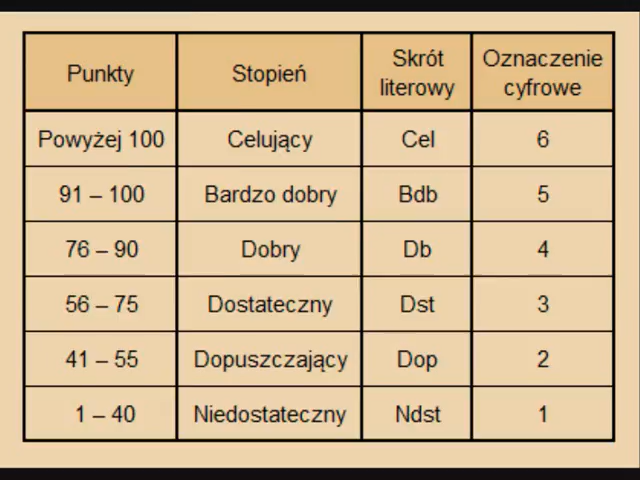 Punkty Stopień Skrót literowy Oznaczenie cyfrowe
Powyżej 100 Celujący Cel 6
91 – 100 Bardzo dobry Bdb 5
76 – 90 Dobry Db 4
56 – 75 Dostateczny Dst 3
41 – 55 Dopuszczający Dop 2
1 – 40 Niedostateczny Ndst 1